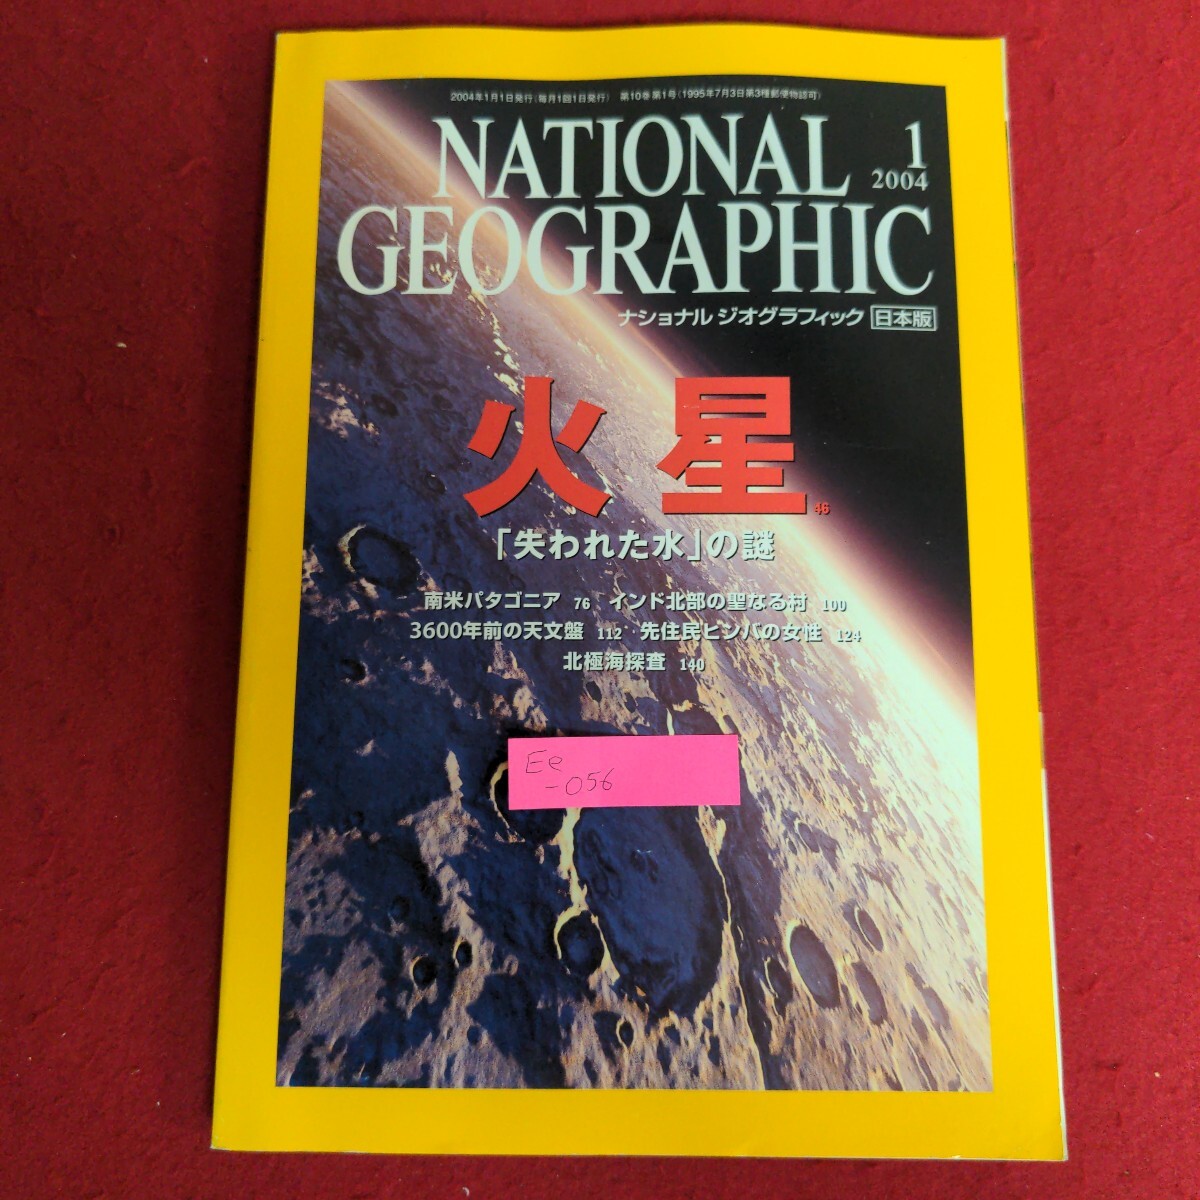 2004年1月1日発行(毎月1回1日発行) 第10巻第1号(1995年7月3日第3種郵便物認可)
NATIONAL
GEOGRAPHIC
1
2004
ナショナル ジオグラフィック 日本版
火星 46
「失われた水」の謎
南米パタゴニア 76 インド北部の聖なる村 100
3600年前の天文盤 112 先住民ヒンバの女性 124
北極海探査 140
Ee
-056